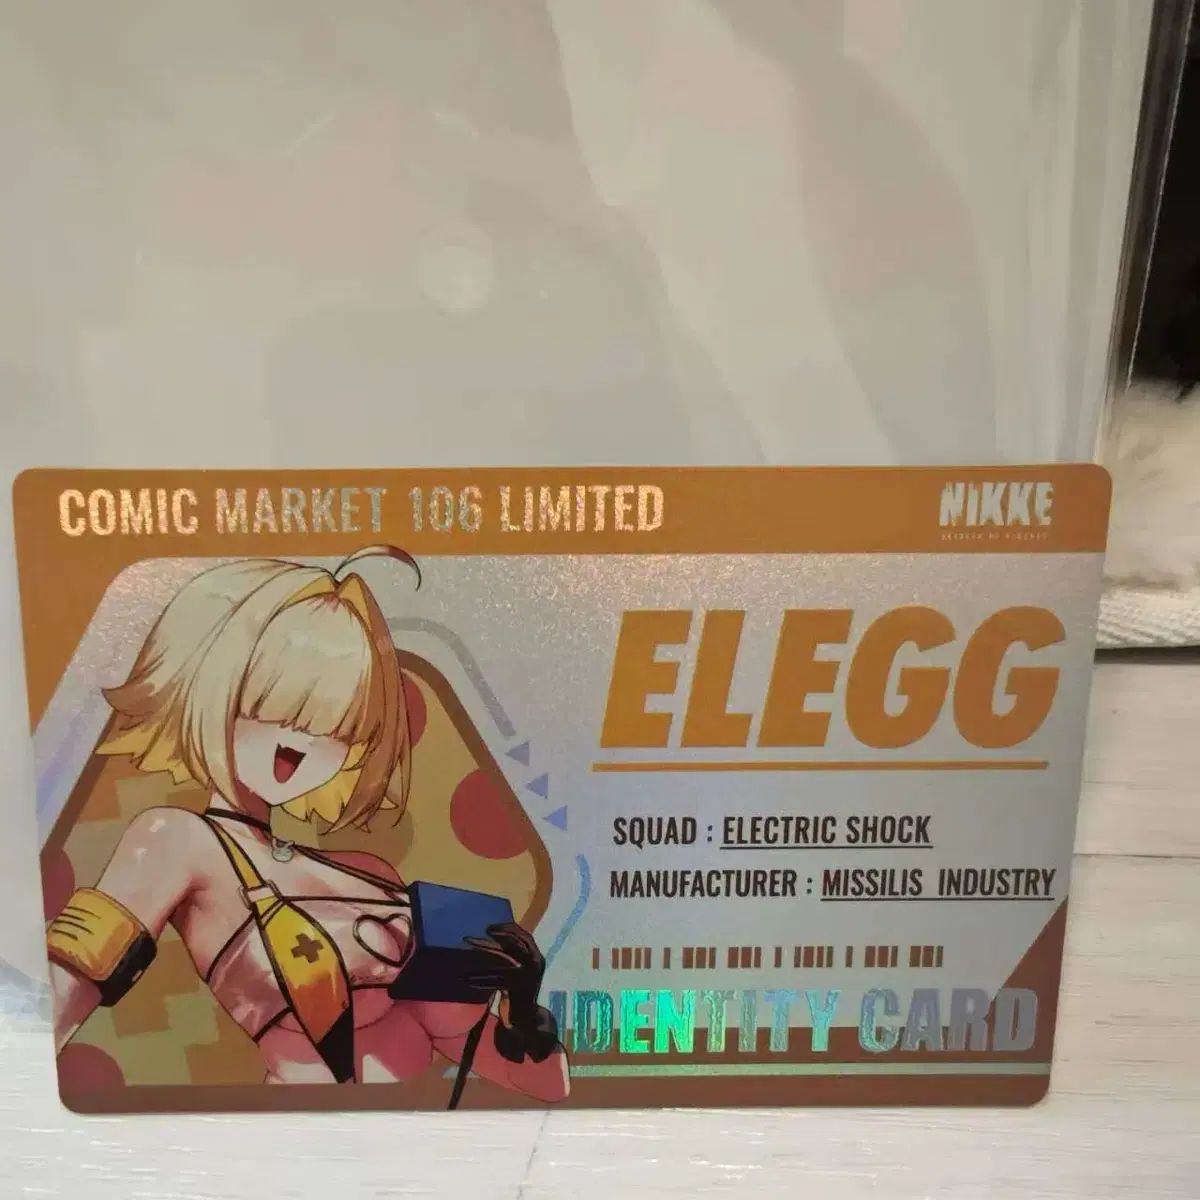 COMIC MARKET 106 LIMITED
NIKKE
ELEGG
SQUAD : ELECTRIC SHOCK
MANUFACTURER : MISSILIS INDUSTRY
IDENTITY CARD